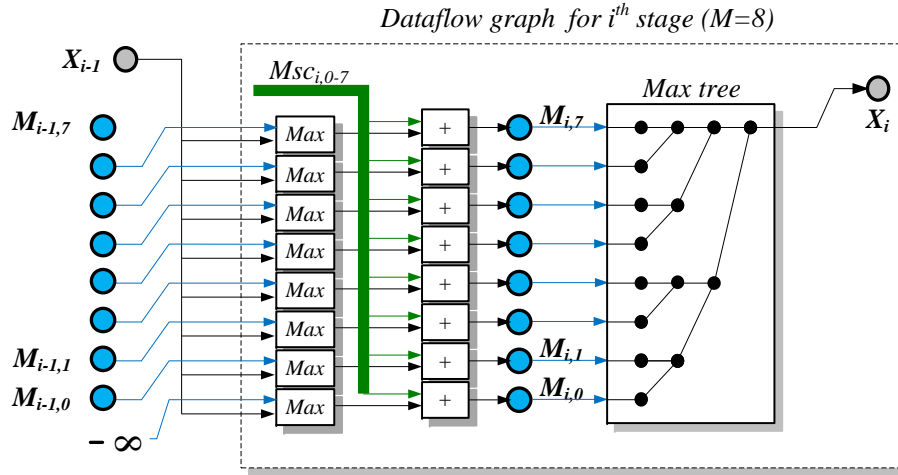 Dataflow graph for iᵗʰ stage (M=8)
Xᵢ₋₁
Mscᵢ,₀₋₇
Max tree
Xᵢ
Mᵢ₋₁,₇
Mᵢ,₇
Max
+
Max
+
Max
+
Max
+
Max
+
Max
+
Mᵢ₋₁,₁
Mᵢ,₁
Max
+
Mᵢ₋₁,₀
Mᵢ,₀
Max
+
− ∞